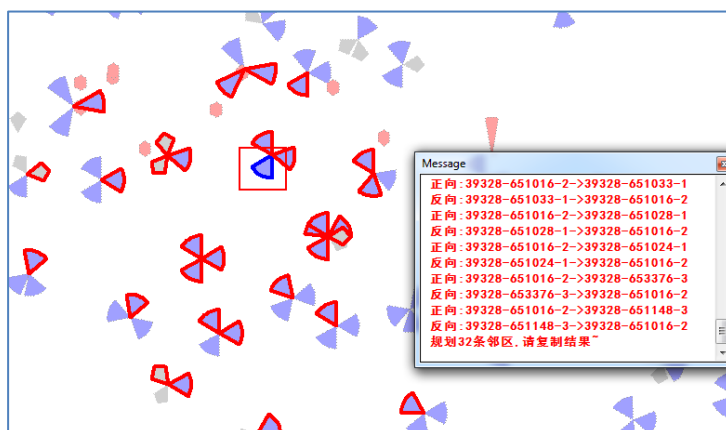 Message
正向:39328-651016-2->39328-651033-1
反向:39328-651033-1->39328-651016-2
正向:39328-651016-2->39328-651028-1
反向:39328-651028-1->39328-651016-2
正向:39328-651016-2->39328-651024-1
反向:39328-651024-1->39328-651016-2
正向:39328-651016-2->39328-653376-3
反向:39328-653376-3->39328-651016-2
正向:39328-651016-2->39328-651148-3
反向:39328-651148-3->39328-651016-2
规划32条邻区,请复制结果~